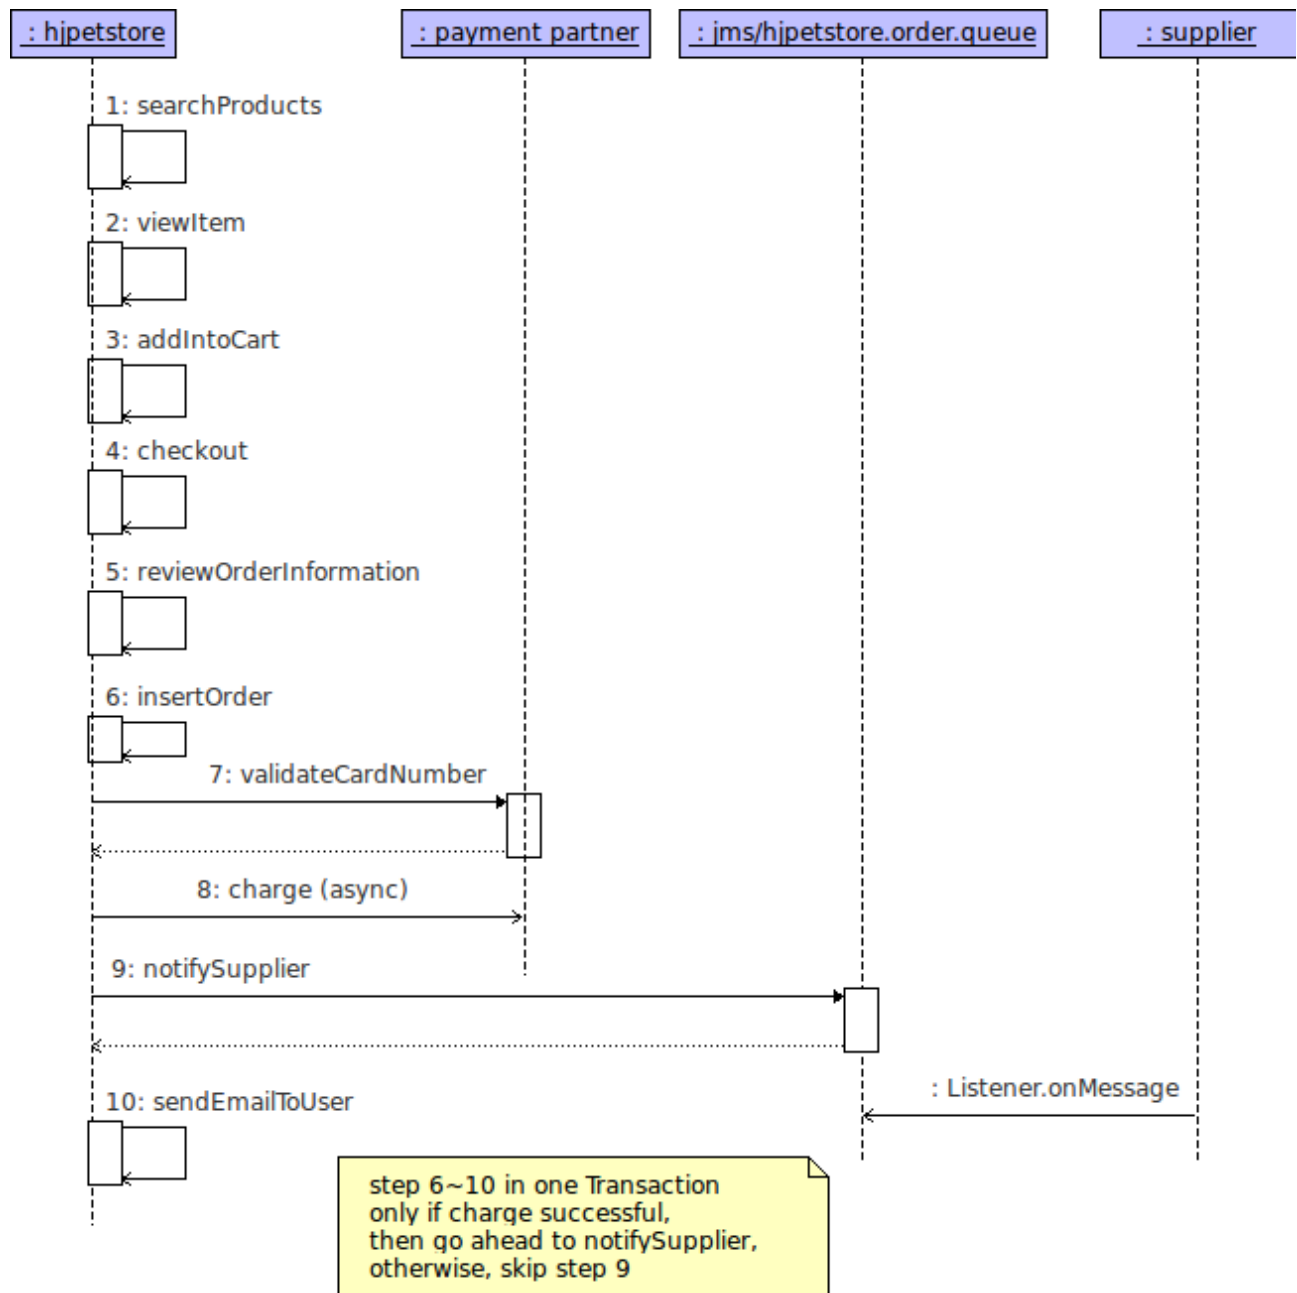 : hjpetstore
: payment partner
: jms/hjpetstore.order.queue
: supplier
1: searchProducts
2: viewItem
3: addIntoCart
4: checkout
5: reviewOrderInformation
6: insertOrder
7: validateCardNumber
8: charge (async)
9: notifySupplier
: Listener.onMessage
10: sendEmailToUser
step 6~10 in one Transaction
only if charge successful,
then go ahead to notifySupplier,
otherwise, skip step 9